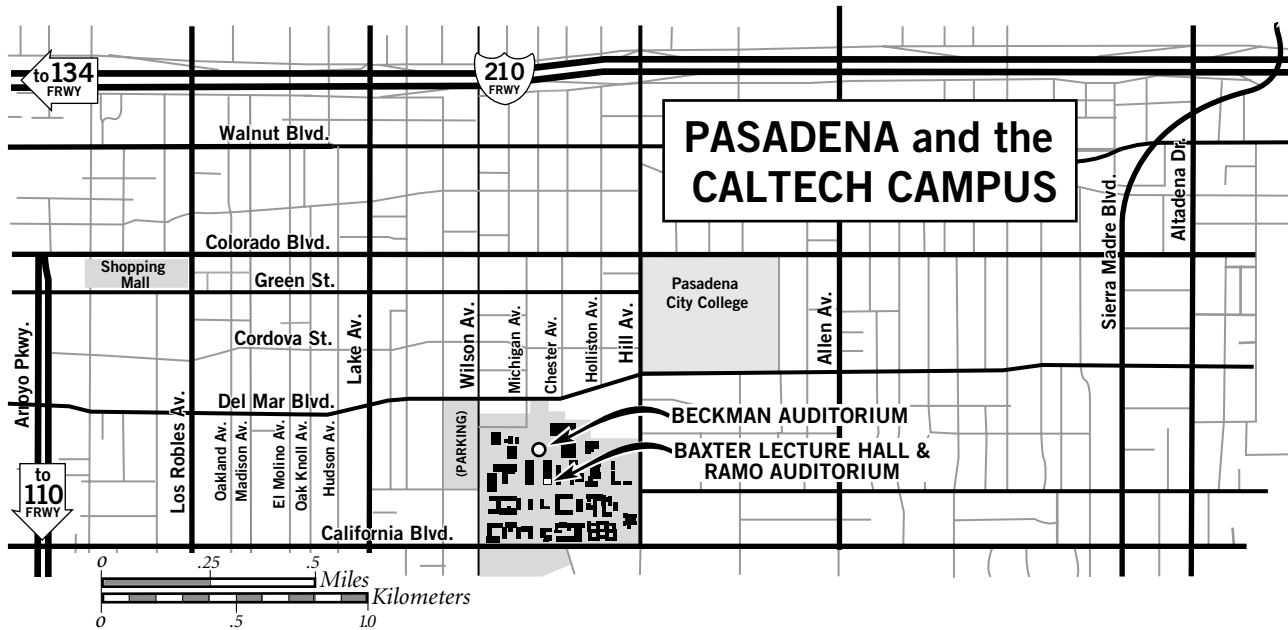 to 134
FRWY
210
FRWY
Walnut Blvd.
PASADENA and the
CALTECH CAMPUS
Altadena Dr.
Sierra Madre Blvd.
Colorado Blvd.
Shopping
Mall
Green St.
Pasadena
City College
Arroyo Pkwy.
Cordova St.
Lake Av.
Wilson Av.
Michigan Av.
Chester Av.
Holliston Av.
Hill Av.
Allen Av.
Del Mar Blvd.
Los Robles Av.
Oakland Av.
Madison Av.
El Molino Av.
Oak Knoll Av.
Hudson Av.
(PARKING)
BECKMAN AUDITORIUM
BAXTER LECTURE HALL &
RAMO AUDITORIUM
to
110
FRWY
California Blvd.
0 .25 .5
Miles
Kilometers
0 .5 1.0